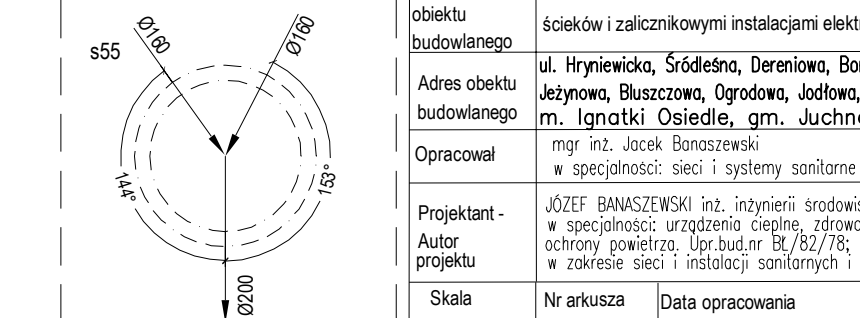 Ø160
Ø160
s55
144°
153°
Ø200
obiektu
budowlanego
ścieków i zalicznikowymi instalacjami elekt
Adres obektu
budowlanego
ul. Hryniewicka, Śródleśna, Dereniowa,
Jeżynowa, Bluszczowa, Ogrodowa, Jodłowa,
m. Ignatki Osiedle, gm. Juchn
Opracował
mgr inż. Jacek Banaszewski
w specjalności: sieci i systemy sanitarne
Projektant -
Autor
projektu
JÓZEF BANASZEWSKI inż. inżynierii środowis
w specjalności: urządzenia cieplne, zdrowo
ochrony powietrza. Upr.bud.nr BŁ/82/78;
w zakresie sieci i instalacji sanitarnych i
Skala
Nr arkusza
Data opracowania